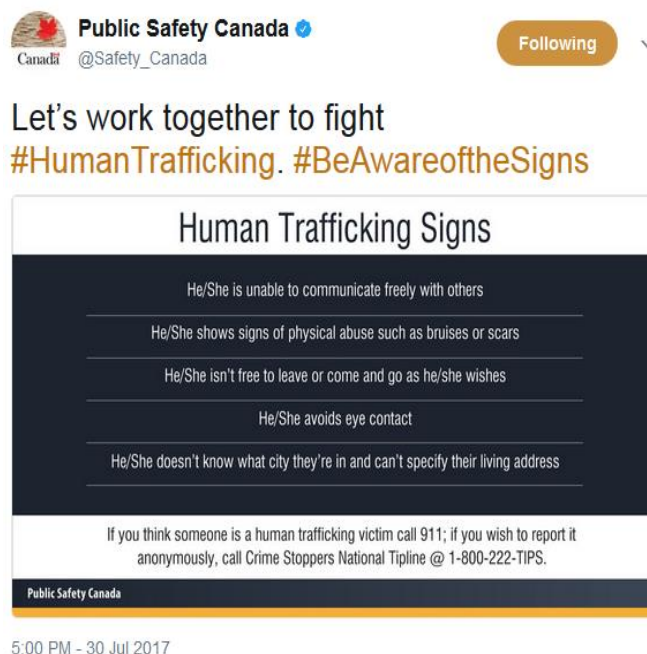 Public Safety Canada
Canada
@Safety_Canada
Following
Let's work together to fight
#HumanTrafficking. #BeAwareoftheSigns
Human Trafficking Signs
He/She is unable to communicate freely with others
He/She shows signs of physical abuse such as bruises or scars
He/She isn't free to leave or come and go as he/she wishes
He/She avoids eye contact
He/She doesn't know what city they're in and can't specify their living address
If you think someone is a human trafficking victim call 911; if you wish to report it
anonymously, call Crime Stoppers National Tipline @ 1-800-222-TIPS.
Public Safety Canada
5:00 PM - 30 Jul 2017